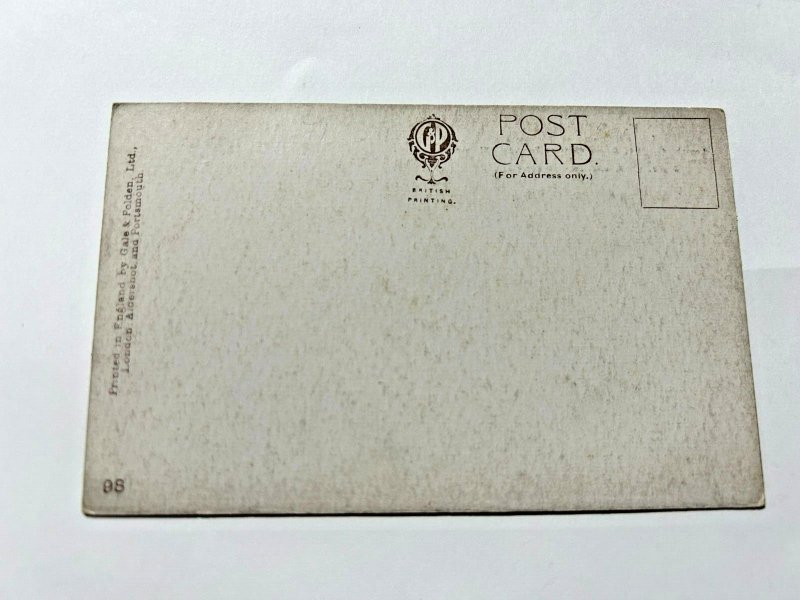 G&P
BRITISH
PRINTING.
POST
CARD.
(For Address only.)
Printed in England by Gale & Polden, Ltd.,
London Aldershot and Portsmouth
98